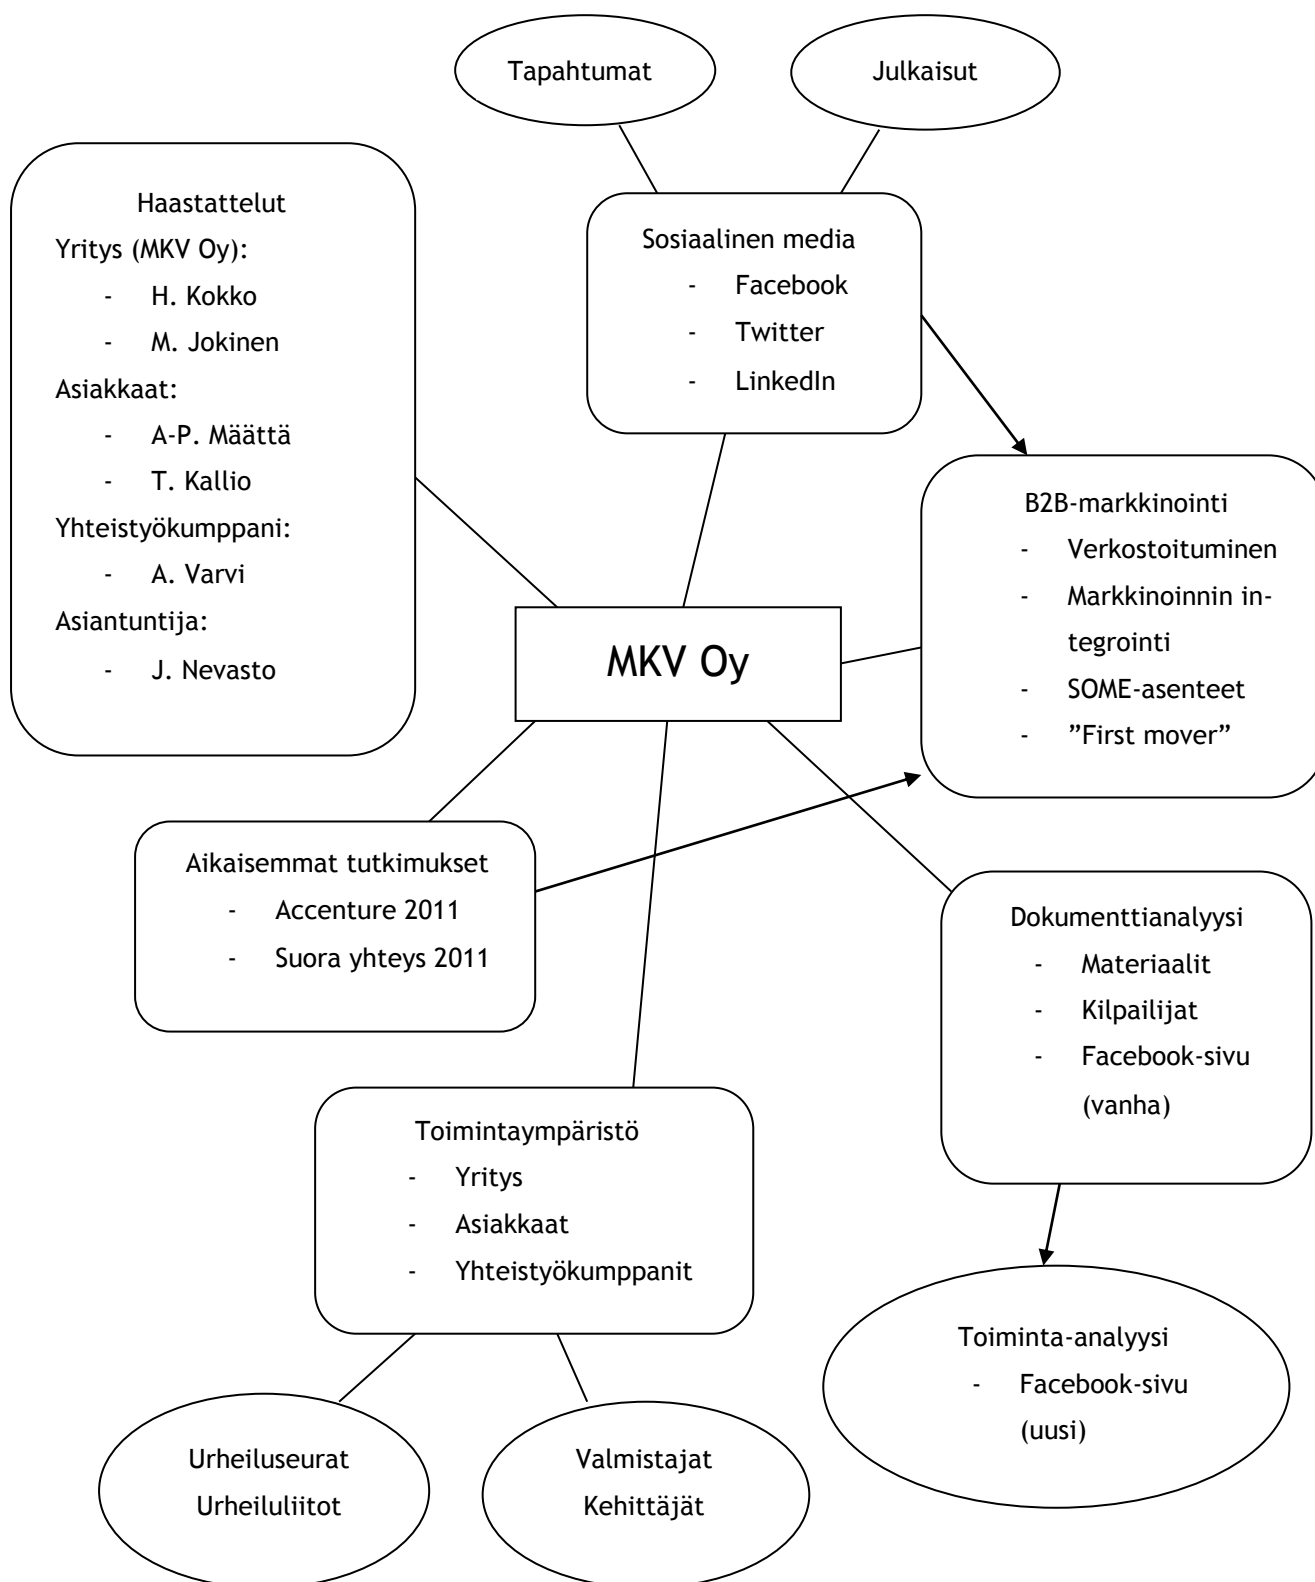 Tapahtumat
Julkaisut
Haastattelut
Yritys (MKV Oy):
- H. Kokko
- M. Jokinen
Asiakkaat:
- A-P. Määttä
- T. Kallio
Yhteistyökumppani:
- A. Varvi
Asiantuntija:
- J. Nevasto
Sosiaalinen media
- Facebook
- Twitter
- LinkedIn
B2B-markkinointi
- Verkostoituminen
- Markkinoinnin in-
tegrointi
- SOME-asenteet
- ”First mover”
MKV Oy
Aikaisemmat tutkimukset
- Accenture 2011
- Suora yhteys 2011
Dokumenttianalyysi
- Materiaalit
- Kilpailijat
- Facebook-sivu
(vanha)
Toimintaympäristö
- Yritys
- Asiakkaat
- Yhteistyökumppanit
Toiminta-analyysi
- Facebook-sivu
(uusi)
Urheiluseurat
Urheiluliitot
Valmistajat
Kehittäjät